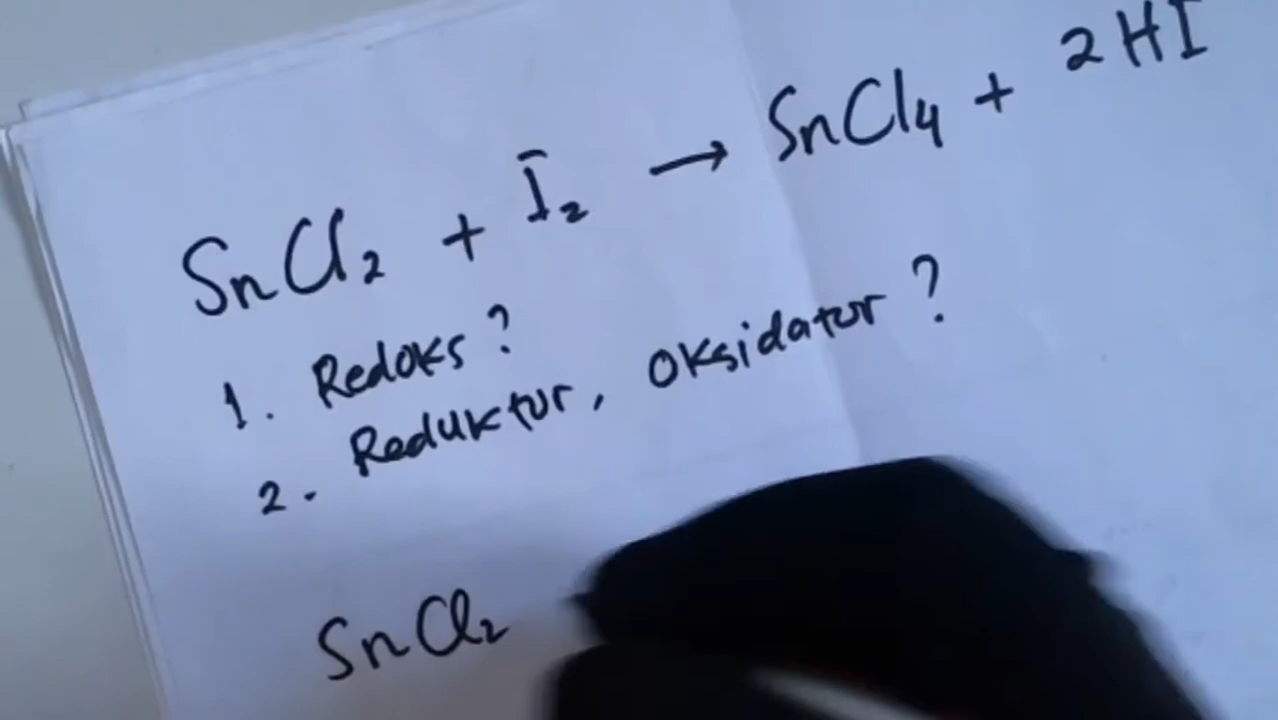 SnCl₂ + I₂ → SnCl₄ + 2HI
1. Redoks?
2. Reduktor, Oksidator?
SnCl₂